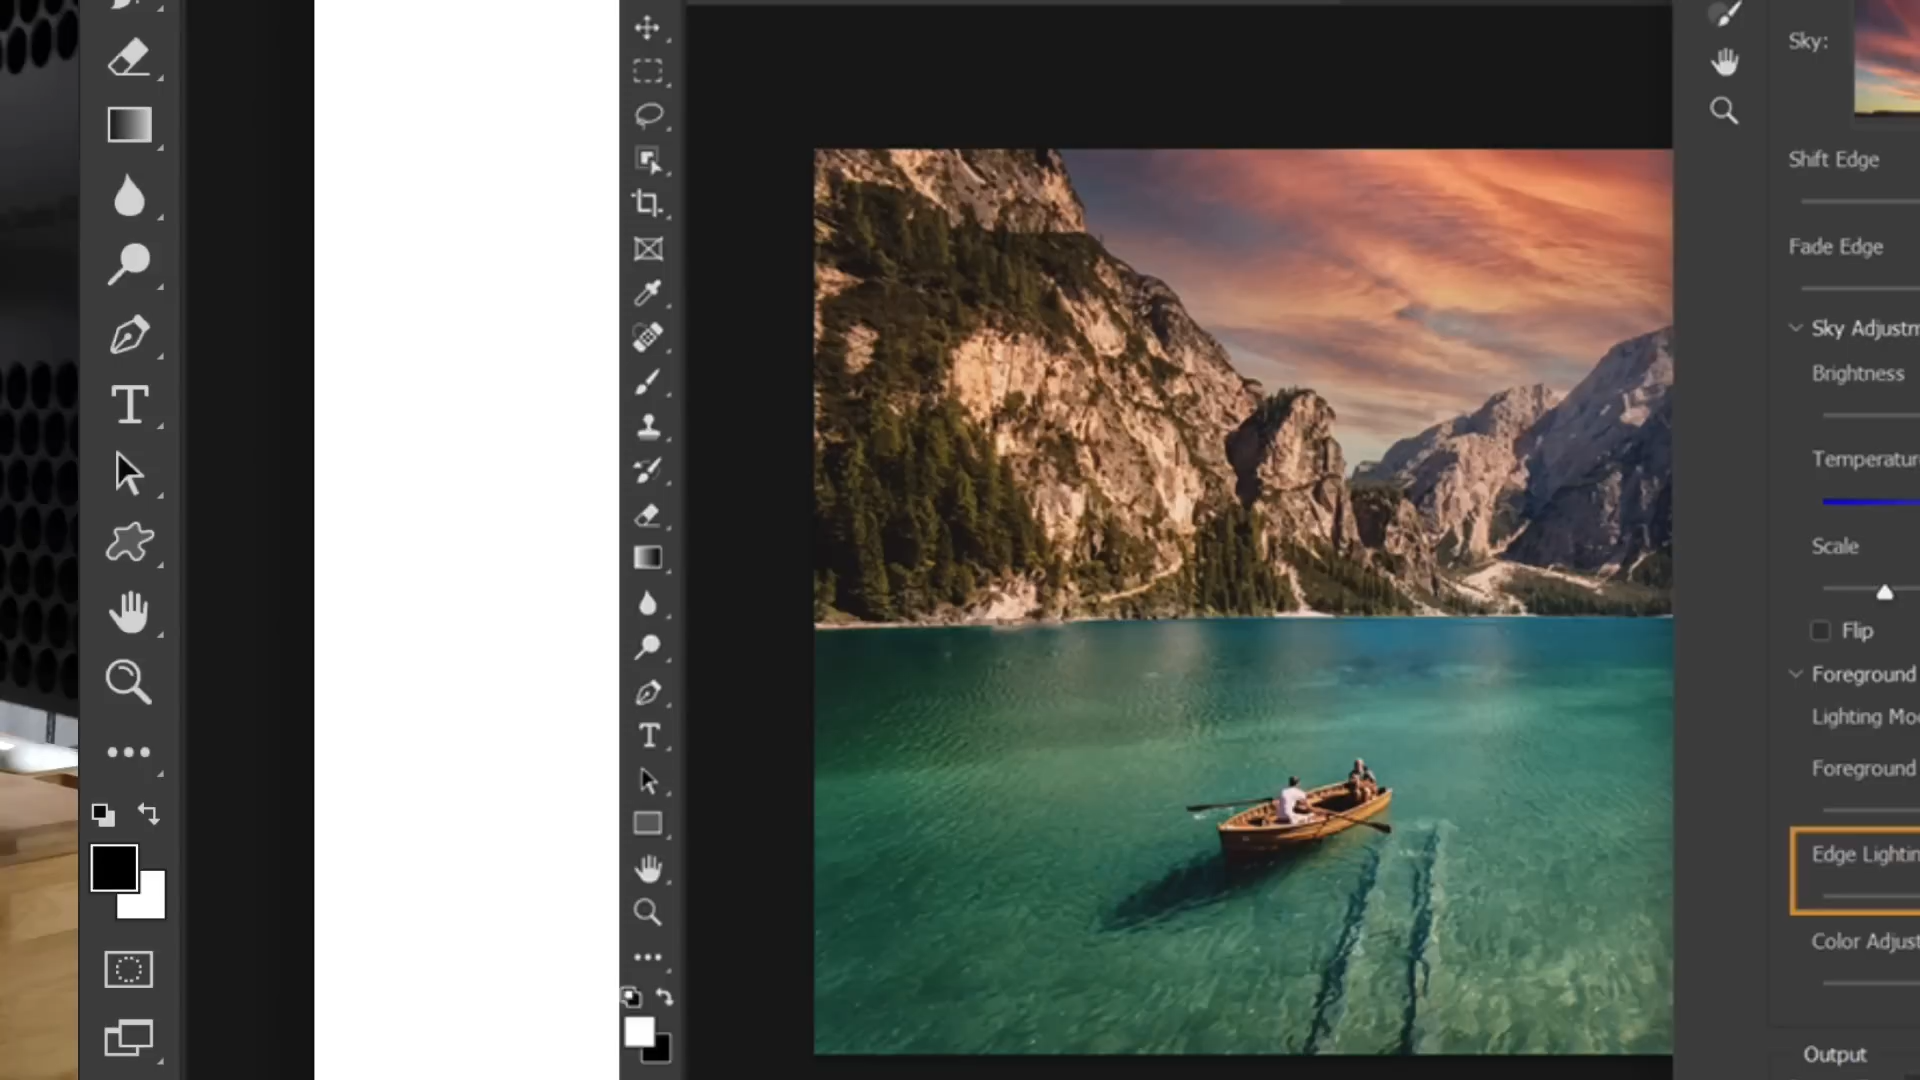 Sky:
Shift Edge
Fade Edge
Sky Adjustm
Brightness
Temperatur
Scale
Flip
Foreground
Lighting Mo
Foreground
Edge Lightin
Color Adjust
Output